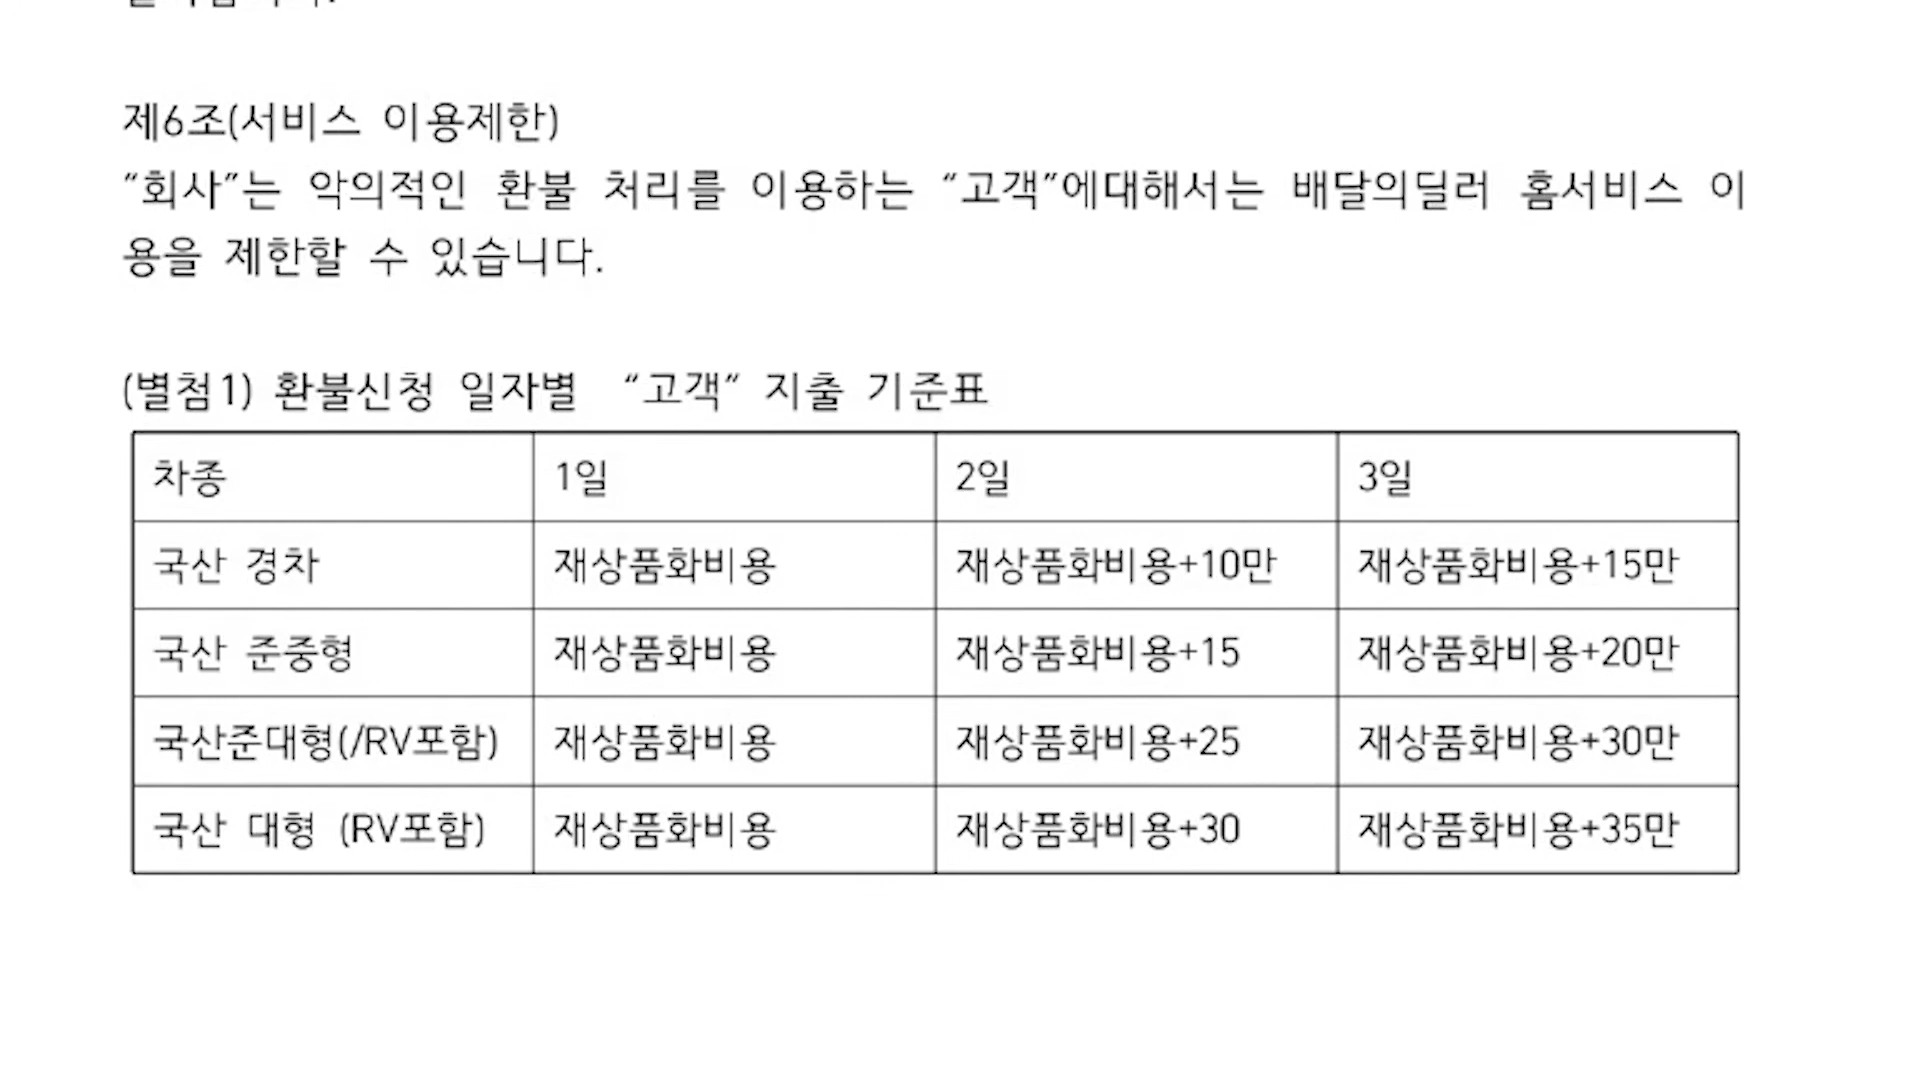 제6조(서비스 이용제한)
"회사"는 악의적인 환불 처리를 이용하는 "고객"에대해서는 배달의딜러 홈서비스 이
용을 제한할 수 있습니다.
(별첨1) 환불신청 일자별 "고객" 지출 기준표
차종 1일 2일 3일
국산 경차 재상품화비용 재상품화비용+10만 재상품화비용+15만
국산 준중형 재상품화비용 재상품화비용+15 재상품화비용+20만
국산준대형(/RV포함) 재상품화비용 재상품화비용+25 재상품화비용+30만
국산 대형 (RV포함) 재상품화비용 재상품화비용+30 재상품화비용+35만